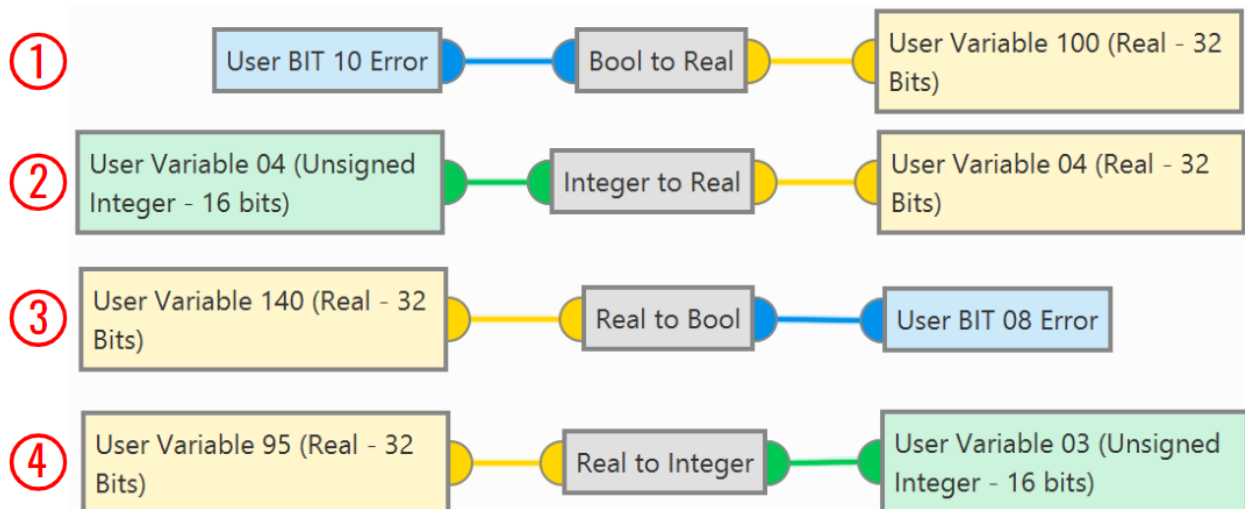 1
User BIT 10 Error
Bool to Real
User Variable 100 (Real - 32
Bits)
2
User Variable 04 (Unsigned
Integer - 16 bits)
Integer to Real
User Variable 04 (Real - 32
Bits)
3
User Variable 140 (Real - 32
Bits)
Real to Bool
User BIT 08 Error
4
User Variable 95 (Real - 32
Bits)
Real to Integer
User Variable 03 (Unsigned
Integer - 16 bits)